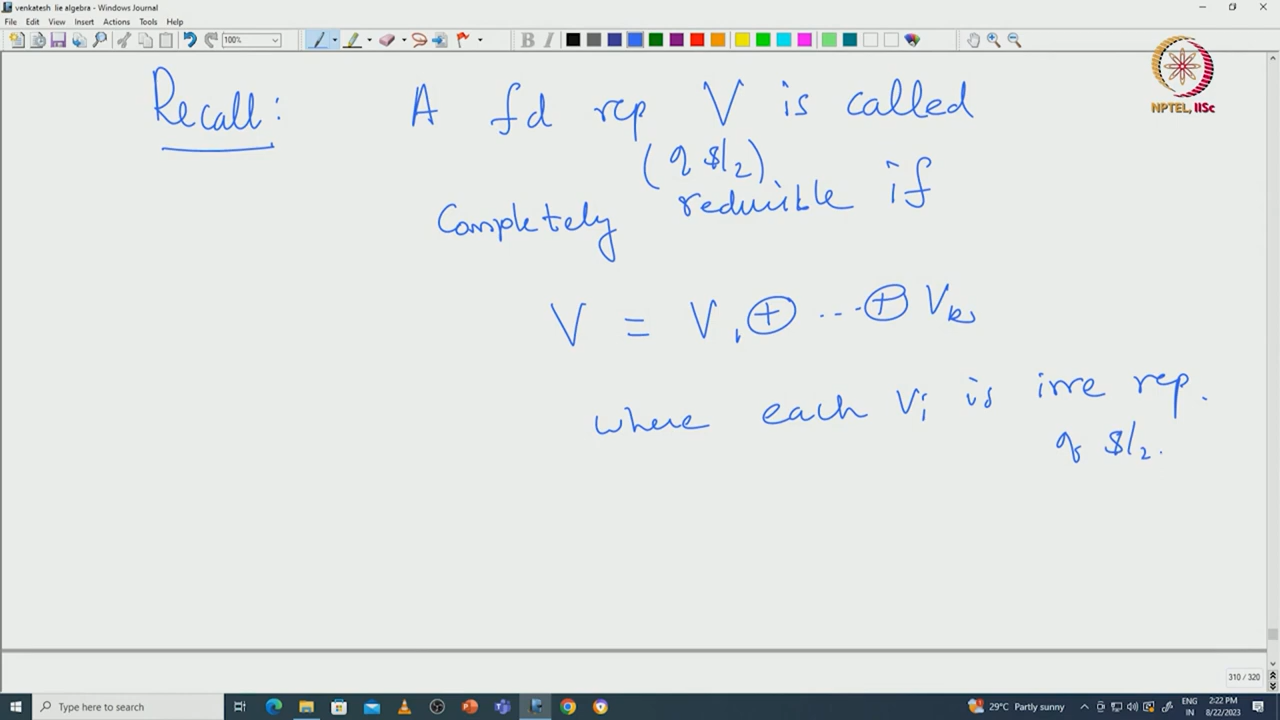 venkatesh lie algebra - Windows Journal
File Edit View Insert Actions Tools Help
100%
B I
NPTEL, IISc
Recall: A fd rep V is called
(of sl2)
Completely reducible if
V = V1 ⊕ ... ⊕ Vk,
where each Vi is irre rep.
of sl2.
310 / 320
Type here to search
29°C Partly sunny
ENG
IN
2:22 PM
8/22/2023